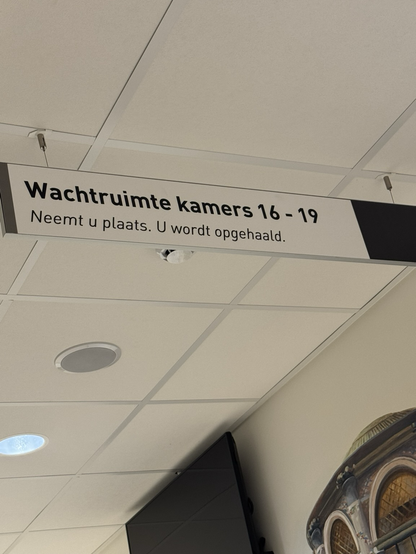 Wachtruimte kamers 16 - 19
Neemt u plaats. U wordt opgehaald.